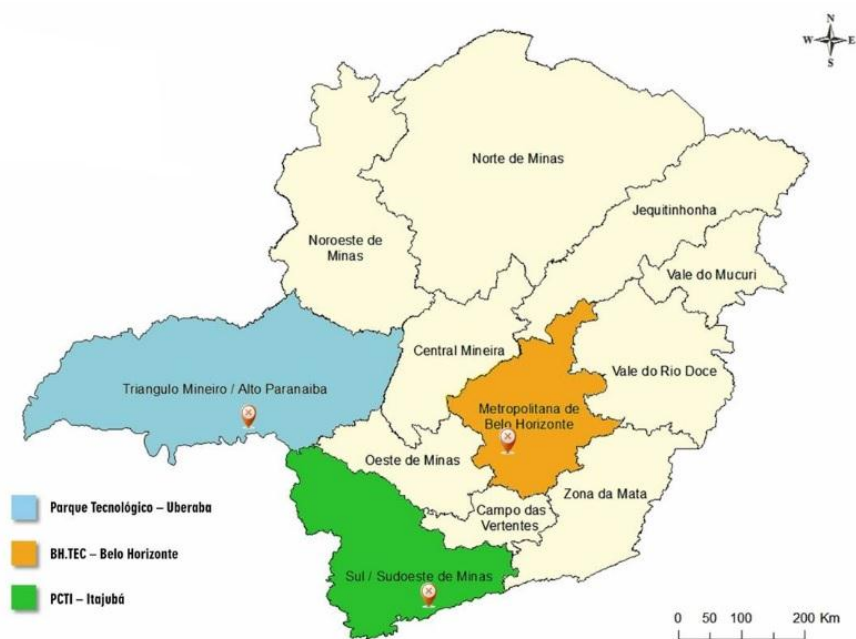 N
W E
S
Norte de Minas
Jequitinhonha
Noroeste de
Minas
Vale do Mucuri
Central Mineira
Vale do Rio Doce
Triangulo Mineiro / Alto Paranaiba
Metropolitana de
Belo Horizonte
Oeste de Minas
Zona da Mata
Campo das
Vertentes
Sul / Sudoeste de Minas
Parque Tecnológico – Uberaba
BH.TEC – Belo Horizonte
PCTI – Itajubá
0 50 100 200 Km